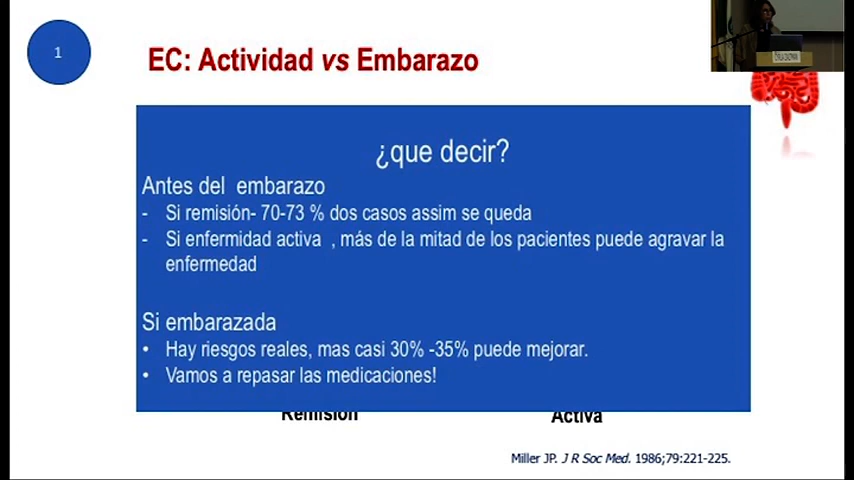 1
EC: Actividad vs Embarazo
¿que decir?
Antes del embarazo
- Si remisión- 70-73 % dos casos assim se queda
- Si enfermidad activa , más de la mitad de los pacientes puede agravar la
enfermedad
Si embarazada
• Hay riesgos reales, mas casi 30% -35% puede mejorar.
• Vamos a repasar las medicaciones!
Remisión
Activa
Miller JP. J R Soc Med. 1986;79:221-225.